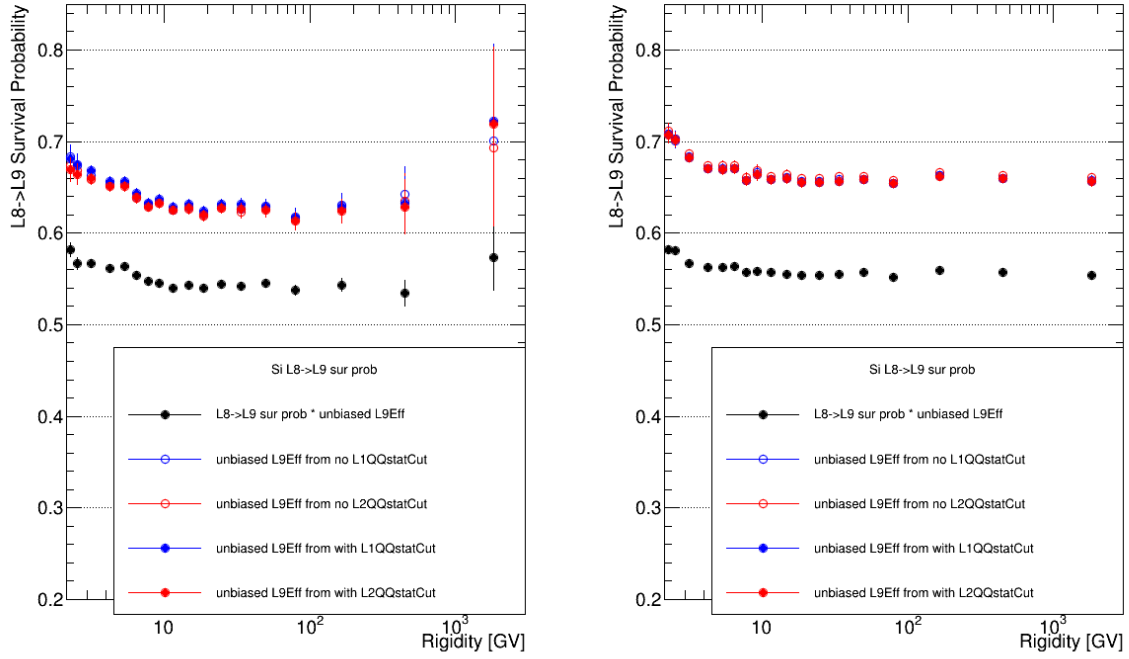 L8->L9 Survival Probability
0.8
0.7
0.6
0.5
0.4
0.3
0.2
Si L8->L9 sur prob
L8->L9 sur prob * unbiased L9Eff
unbiased L9Eff from no L1QQstatCut
unbiased L9Eff from no L2QQstatCut
unbiased L9Eff from with L1QQstatCut
unbiased L9Eff from with L2QQstatCut
10
10²
10³
Rigidity [GV]
L8->L9 Survival Probability
0.8
0.7
0.6
0.5
0.4
0.3
0.2
Si L8->L9 sur prob
L8->L9 sur prob * unbiased L9Eff
unbiased L9Eff from no L1QQstatCut
unbiased L9Eff from no L2QQstatCut
unbiased L9Eff from with L1QQstatCut
unbiased L9Eff from with L2QQstatCut
10
10²
10³
Rigidity [GV]